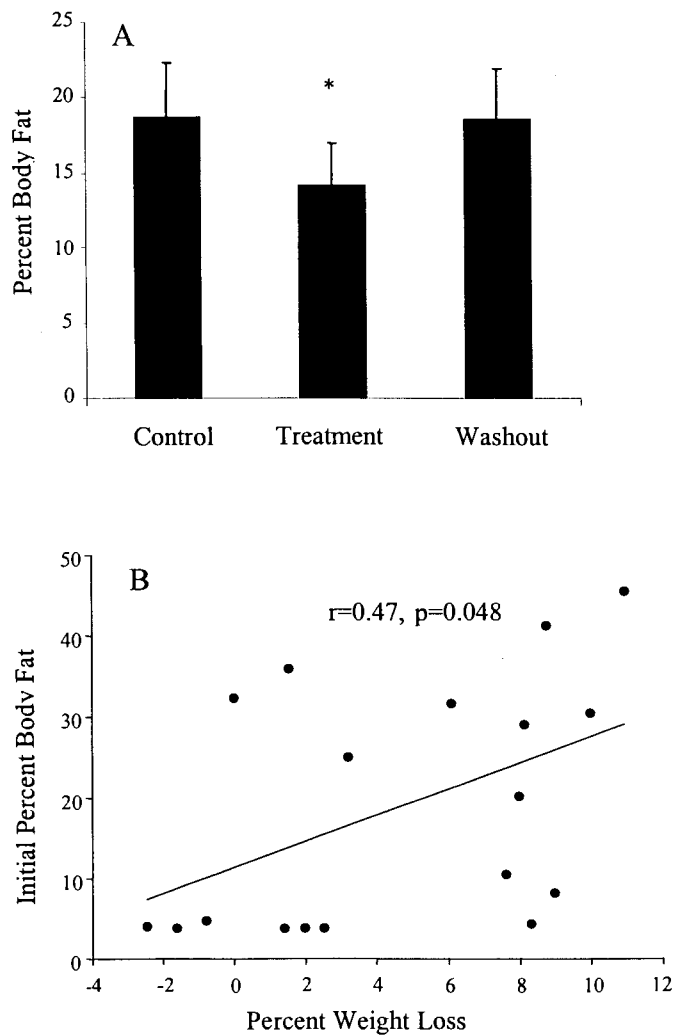 A
25
20
15
10
5
0
Percent Body Fat
*
Control Treatment Washout
B
r=0.47, p=0.048
50
40
30
20
10
0
Initial Percent Body Fat
-4 -2 0 2 4 6 8 10 12
Percent Weight Loss